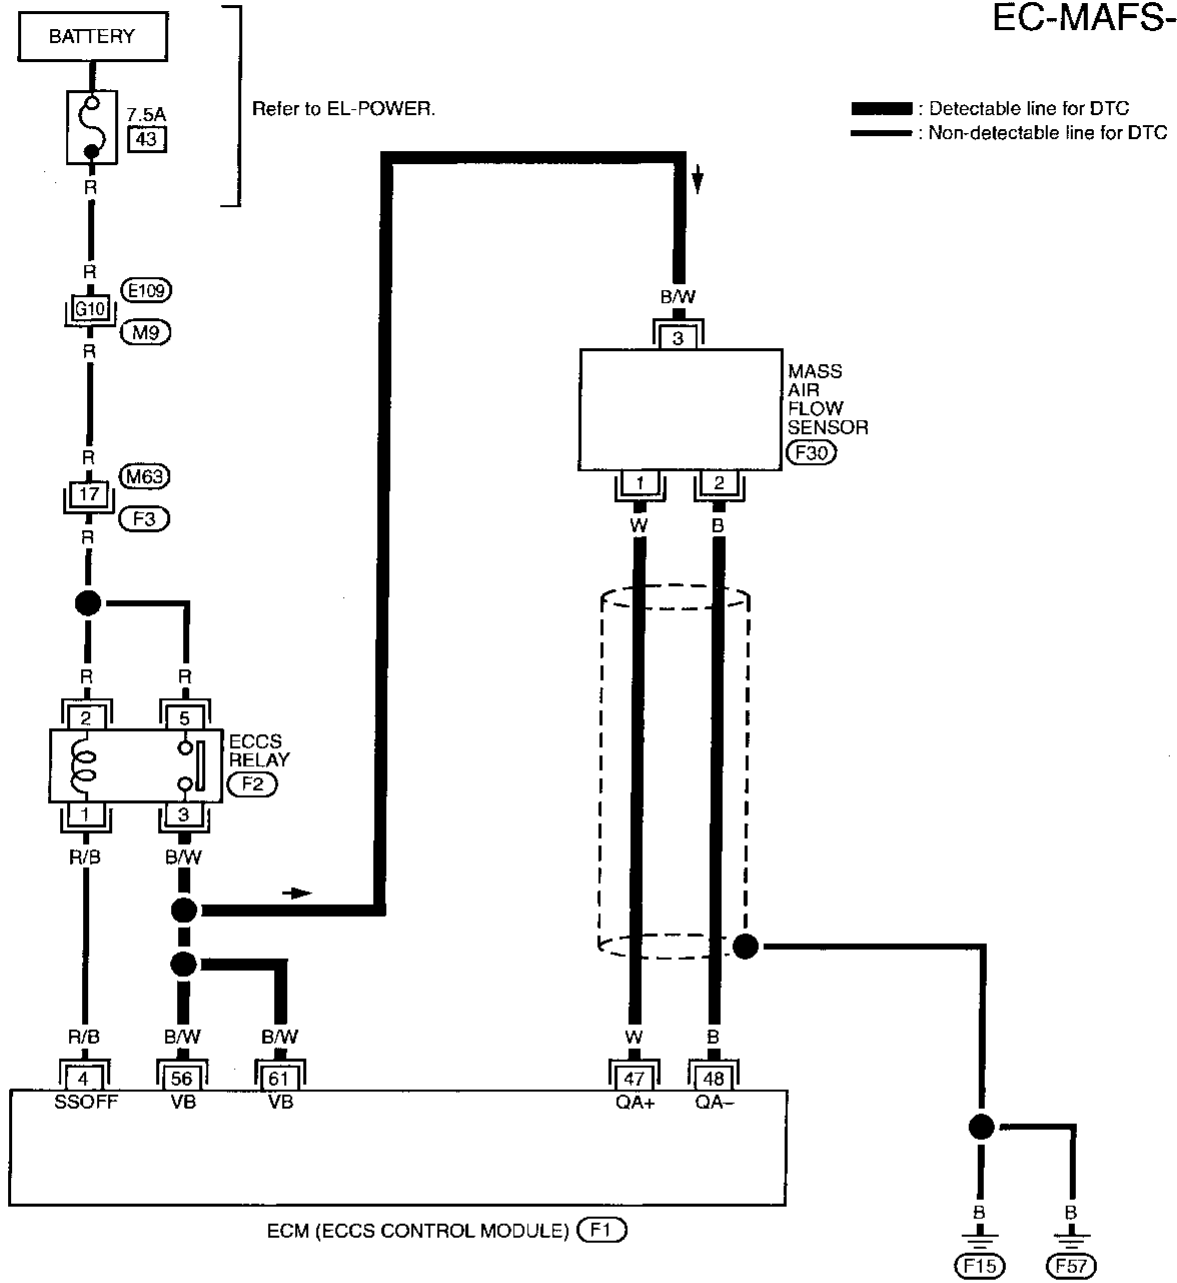 EC-MAFS-
BATTERY
7.5A
43
Refer to EL-POWER.
: Detectable line for DTC
: Non-detectable line for DTC
R
R
E109
G10
M9
R
B/W
3
MASS
AIR
FLOW
SENSOR
F30
R
M63
17
F3
R
1
2
W
B
R
R
2
5
ECCS
RELAY
F2
1
3
R/B
B/W
R/B
B/W
B/W
W
B
4
56
61
47
48
SSOFF
VB
VB
QA+
QA-
ECM (ECCS CONTROL MODULE)
F1
B
B
F15
F57